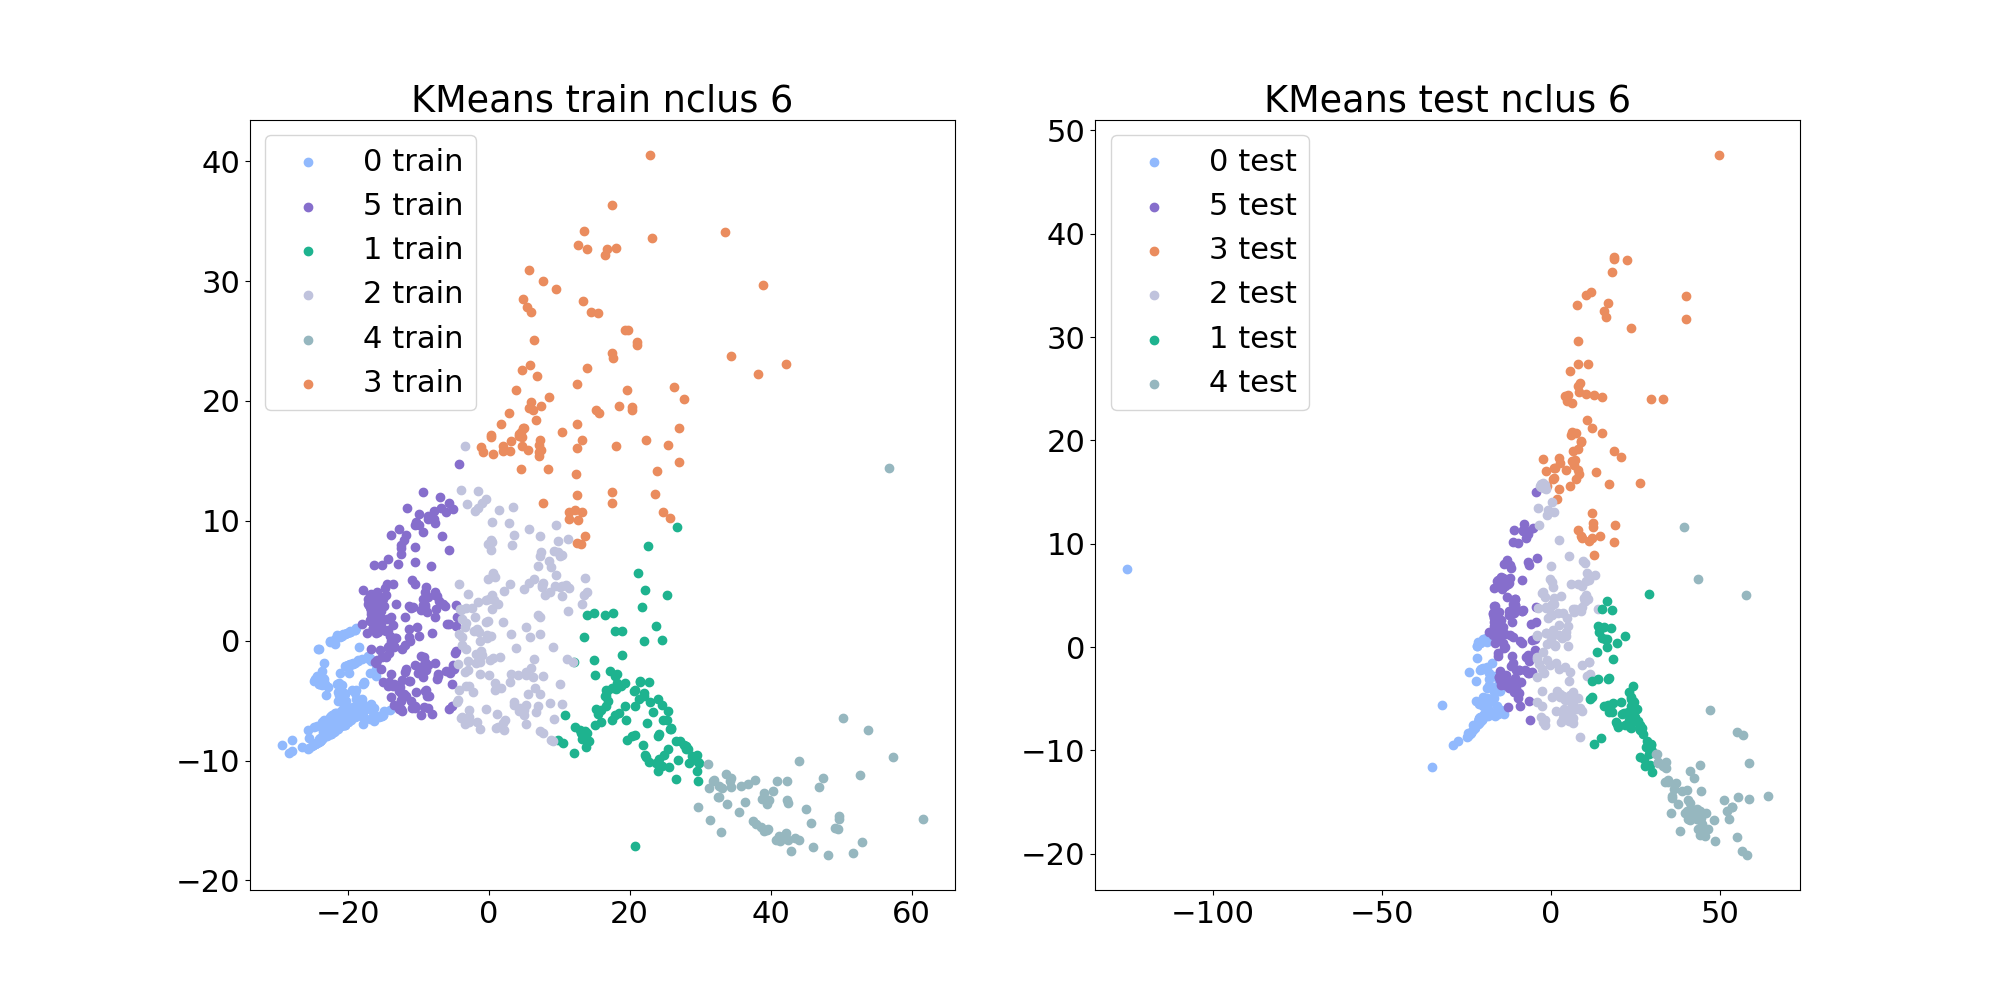 KMeans train nclus 6
0 train
5 train
1 train
2 train
4 train
3 train
40
30
20
10
0
−10
−20
−20 0 20 40 60
KMeans test nclus 6
0 test
5 test
3 test
2 test
1 test
4 test
50
40
30
20
10
0
−10
−20
−100 −50 0 50